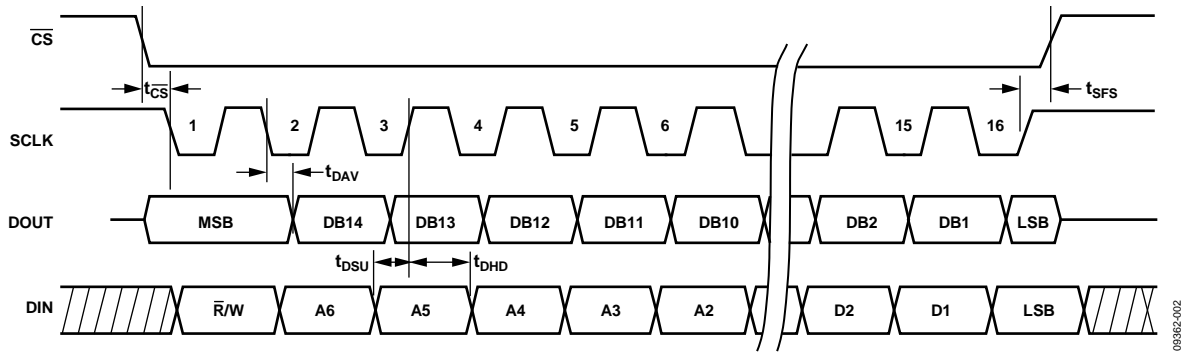 CS
tCS
tSFS
SCLK
1 2 3 4 5 6 15 16
tDAV
DOUT
MSB DB14 DB13 DB12 DB11 DB10 DB2 DB1 LSB
tDSU tDHD
DIN
R/W A6 A5 A4 A3 A2 D2 D1 LSB
09362-002